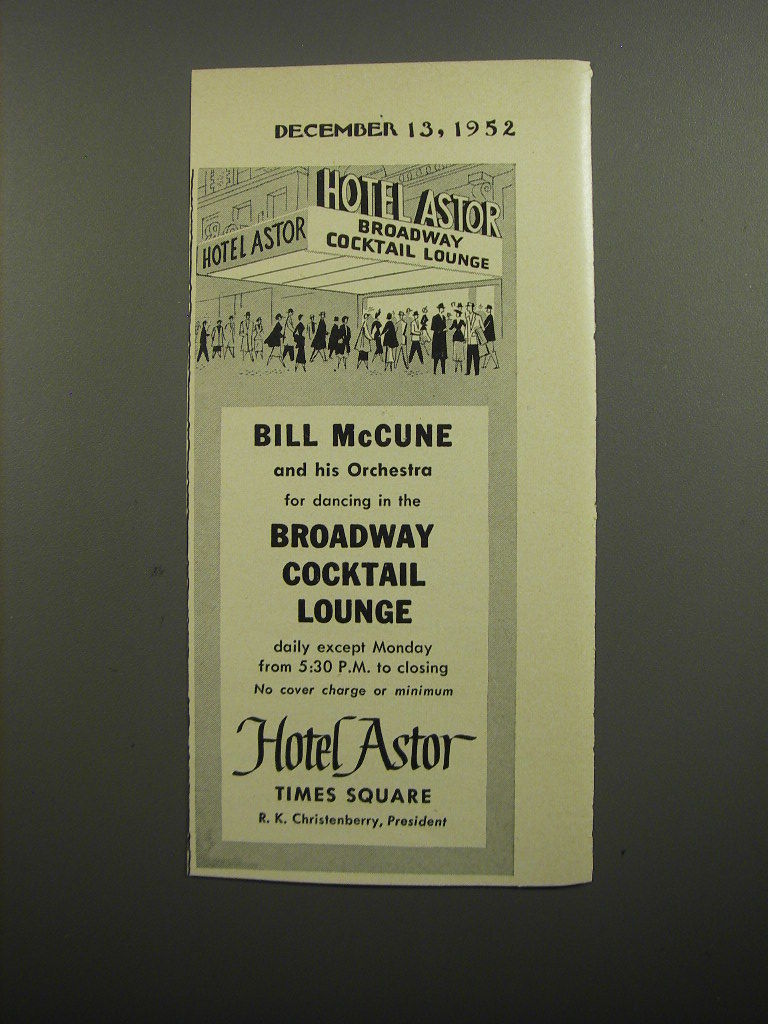 DECEMBER 13, 1952
HOTEL ASTOR
HOTEL ASTOR
BROADWAY
COCKTAIL LOUNGE
BILL McCUNE
and his Orchestra
for dancing in the
BROADWAY
COCKTAIL
LOUNGE
daily except Monday
from 5:30 P.M. to closing
No cover charge or minimum
Hotel Astor
TIMES SQUARE
R. K. Christenberry, President